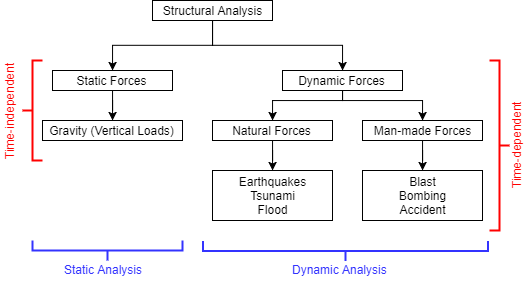 Structural Analysis
Static Forces
Dynamic Forces
Time-independent
Gravity (Vertical Loads)
Natural Forces
Man-made Forces
Time-dependent
Earthquakes
Tsunami
Flood
Blast
Bombing
Accident
Static Analysis
Dynamic Analysis